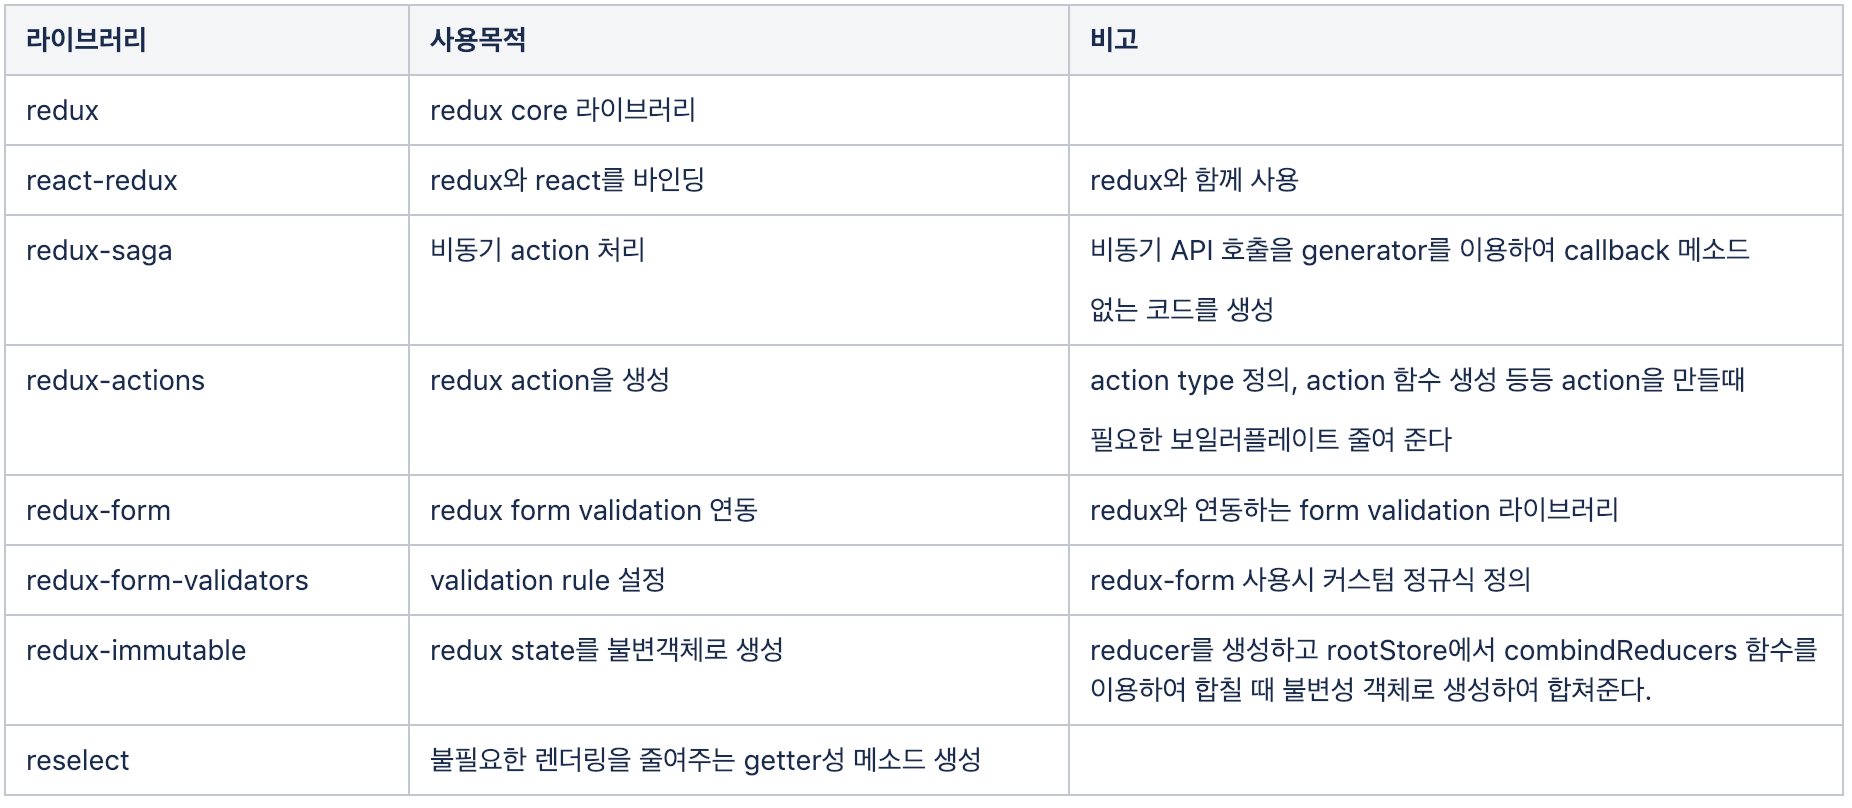 라이브러리 사용목적 비고
redux redux core 라이브러리
react-redux redux와 react를 바인딩 redux와 함께 사용
redux-saga 비동기 action 처리 비동기 API 호출을 generator를 이용하여 callback 메소드
없는 코드를 생성
redux-actions redux action을 생성 action type 정의, action 함수 생성 등등 action을 만들때
필요한 보일러플레이트 줄여 준다
redux-form redux form validation 연동 redux와 연동하는 form validation 라이브러리
redux-form-validators validation rule 설정 redux-form 사용시 커스텀 정규식 정의
redux-immutable redux state를 불변객체로 생성 reducer를 생성하고 rootStore에서 combindReducers 함수를
이용하여 합칠 때 불변성 객체로 생성하여 합쳐준다.
reselect 불필요한 렌더링을 줄여주는 getter성 메소드 생성